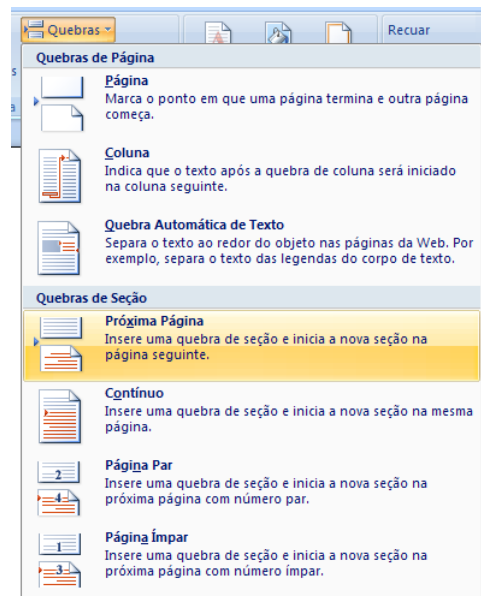 Quebras
Recuar
Quebras de Página
Página
Marca o ponto em que uma página termina e outra página
começa.
Coluna
Indica que o texto após a quebra de coluna será iniciado
na coluna seguinte.
Quebra Automática de Texto
Separa o texto ao redor do objeto nas páginas da Web. Por
exemplo, separa o texto das legendas do corpo de texto.
Quebras de Seção
Próxima Página
Insere uma quebra de seção e inicia a nova seção na
página seguinte.
Contínuo
Insere uma quebra de seção e inicia a nova seção na mesma
página.
2
4
Página Par
Insere uma quebra de seção e inicia a nova seção na
próxima página com número par.
1
3
Página Ímpar
Insere uma quebra de seção e inicia a nova seção na
próxima página com número ímpar.